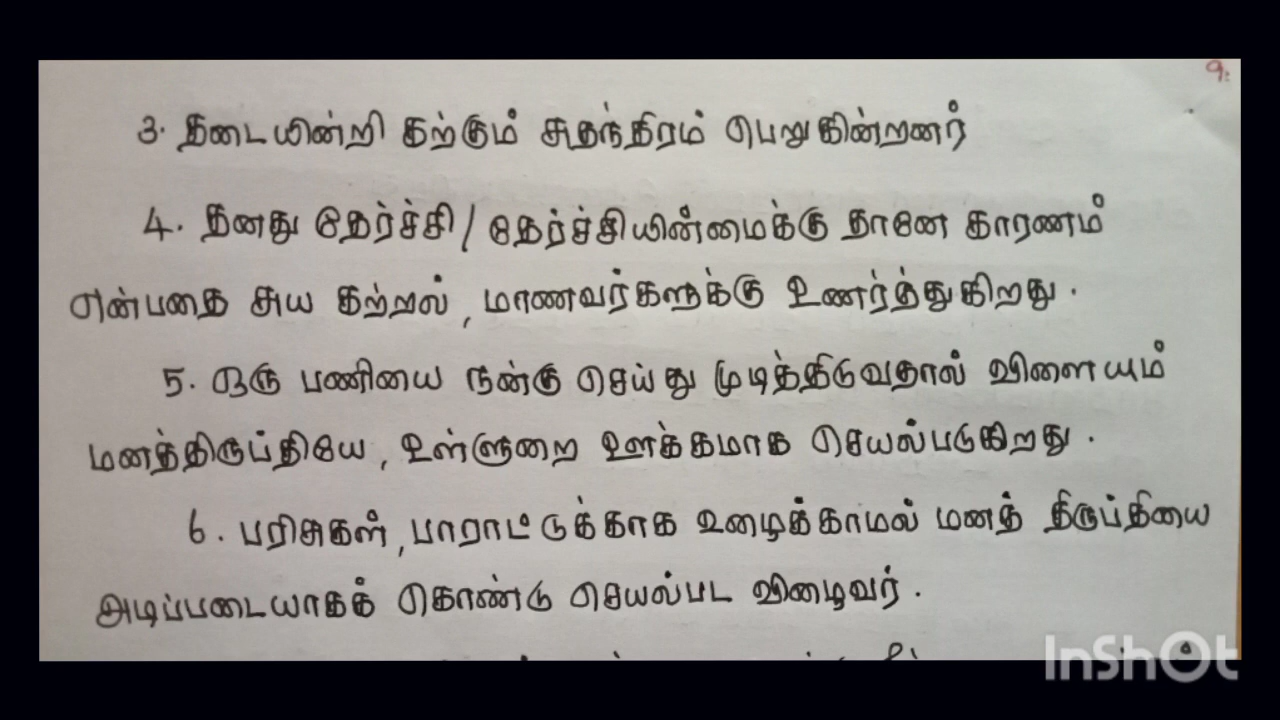 9.
3. தடையின்றி கற்கும் சுதந்திரம் பெறுகின்றனர்
4. தனது தேர்ச்சி / தேர்ச்சியின்மைக்கு தானே காரணம்
என்பதை சுய கற்றல், மாணவர்களுக்கு உணர்த்துகிறது.
5. ஒரு பணியை நன்கு செய்து முடித்திடுவதால் விளையும்
மனத்திருப்தியே, உள்ளுறை ஊக்கமாக செயல்படுகிறது.
6. பரிசுகள், பாராட்டுக்காக உழைக்காமல் மனத் திருப்தியை
அடிப்படையாகக் கொண்டு செயல்பட விழைவர்.
InShOt